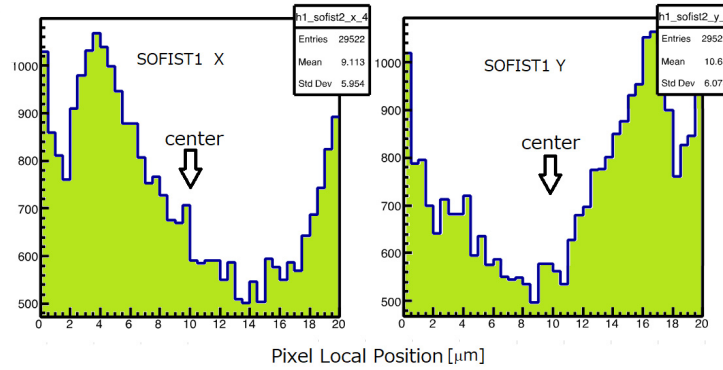 h1_sofist2_x_4
Entries 29522
Mean 9.113
Std Dev 5.954
SOFIST1 X
center
1000
900
800
700
600
500
0 2 4 6 8 10 12 14 16 18 20
h1_sofist2_y_
Entries 2952
Mean 10.6
Std Dev 6.07
SOFIST1 Y
center
1000
900
800
700
600
500
0 2 4 6 8 10 12 14 16 18 20
Pixel Local Position [μm]